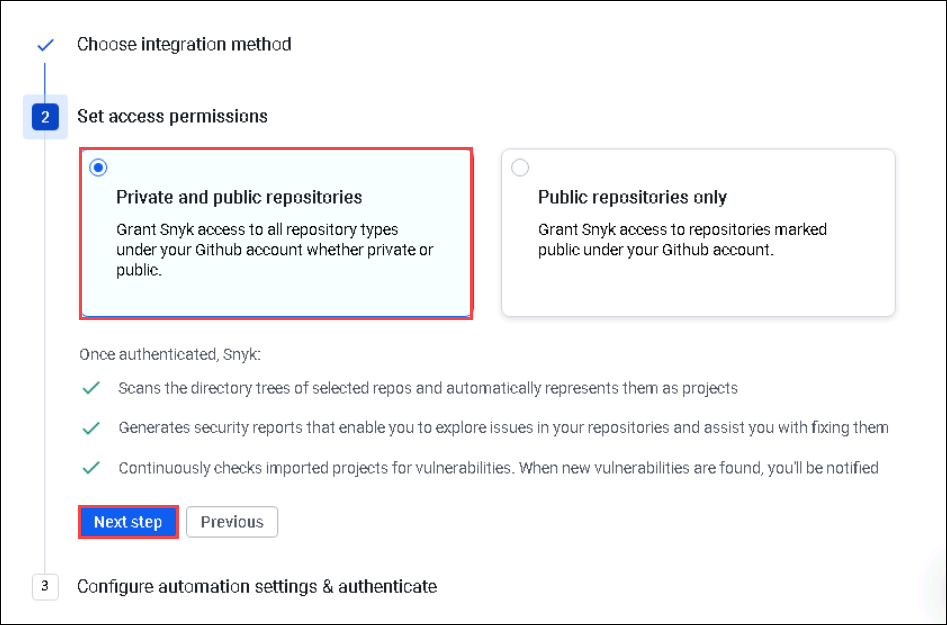 Choose integration method
2
Set access permissions
Private and public repositories
Grant Snyk access to all repository types
under your Github account whether private or
public.
Public repositories only
Grant Snyk access to repositories marked
public under your Github account.
Once authenticated, Snyk:
Scans the directory trees of selected repos and automatically represents them as projects
Generates security reports that enable you to explore issues in your repositories and assist you with fixing them
Continuously checks imported projects for vulnerabilities. When new vulnerabilities are found, you'll be notified
Next step
Previous
3
Configure automation settings & authenticate